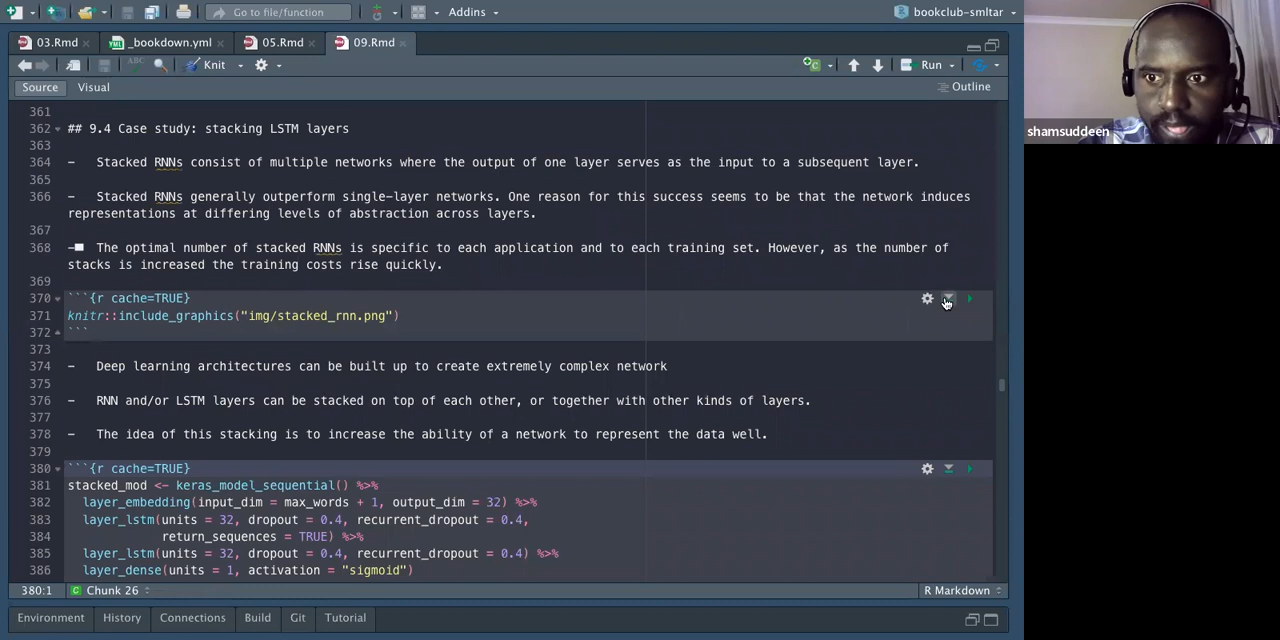 Go to file/function
Addins
bookclub-smltar
03.Rmd
_bookdown.yml
05.Rmd
09.Rmd
ABC
Knit
Run
Source
Visual
Outline
361
362 ## 9.4 Case study: stacking LSTM layers
363
364 -   Stacked RNNs consist of multiple networks where the output of one layer serves as the input to a subsequent layer.
365
366 -   Stacked RNNs generally outperform single-layer networks. One reason for this success seems to be that the network induces
representations at differing levels of abstraction across layers.
367
368 -   The optimal number of stacked RNNs is specific to each application and to each training set. However, as the number of
stacks is increased the training costs rise quickly.
369
370 ```{r cache=TRUE}
371 knitr::include_graphics("img/stacked_rnn.png")
372 ```
373
374 -   Deep learning architectures can be built up to create extremely complex network
375
376 -   RNN and/or LSTM layers can be stacked on top of each other, or together with other kinds of layers.
377
378 -   The idea of this stacking is to increase the ability of a network to represent the data well.
379
380 ```{r cache=TRUE}
381 stacked_mod <- keras_model_sequential() %>%
382   layer_embedding(input_dim = max_words + 1, output_dim = 32) %>%
383   layer_lstm(units = 32, dropout = 0.4, recurrent_dropout = 0.4,
384              return_sequences = TRUE) %>%
385   layer_lstm(units = 32, dropout = 0.4, recurrent_dropout = 0.4) %>%
386   layer_dense(units = 1, activation = "sigmoid")
380:1
Chunk 26
R Markdown
Environment
History
Connections
Build
Git
Tutorial
shamsuddeen